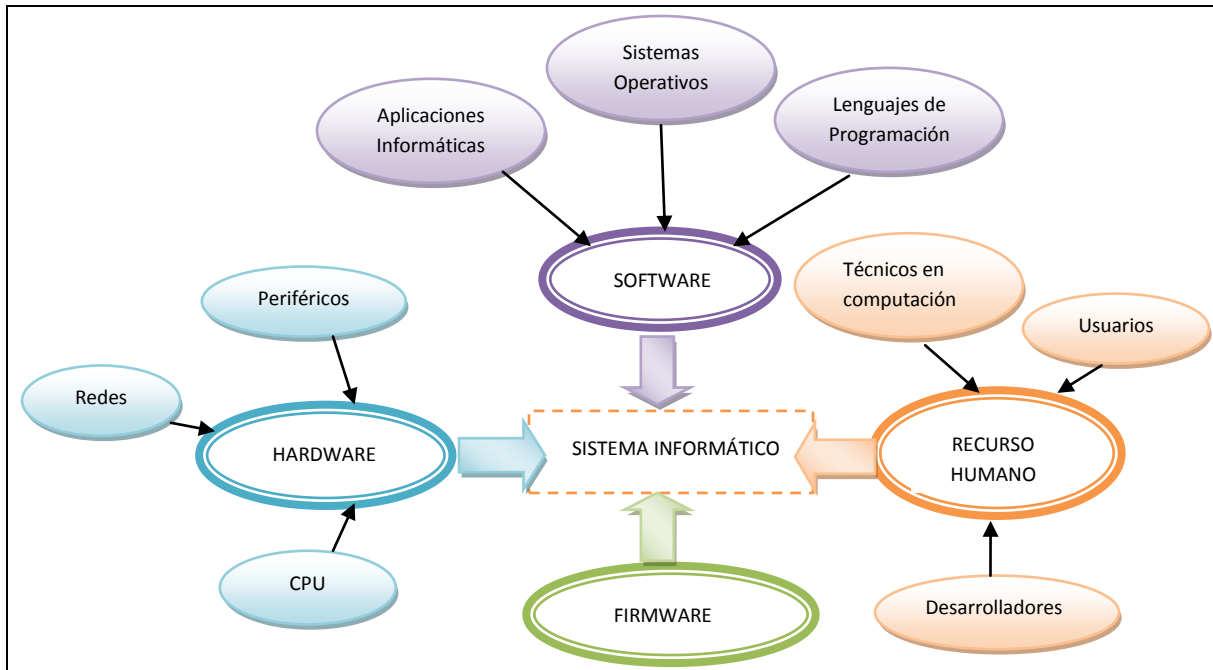 Sistemas
Operativos
Aplicaciones
Informáticas
Lenguajes de
Programación
SOFTWARE
Técnicos en
computación
Usuarios
Periféricos
Redes
HARDWARE
SISTEMA INFORMÁTICO
RECURSO
HUMANO
CPU
FIRMWARE
Desarrolladores